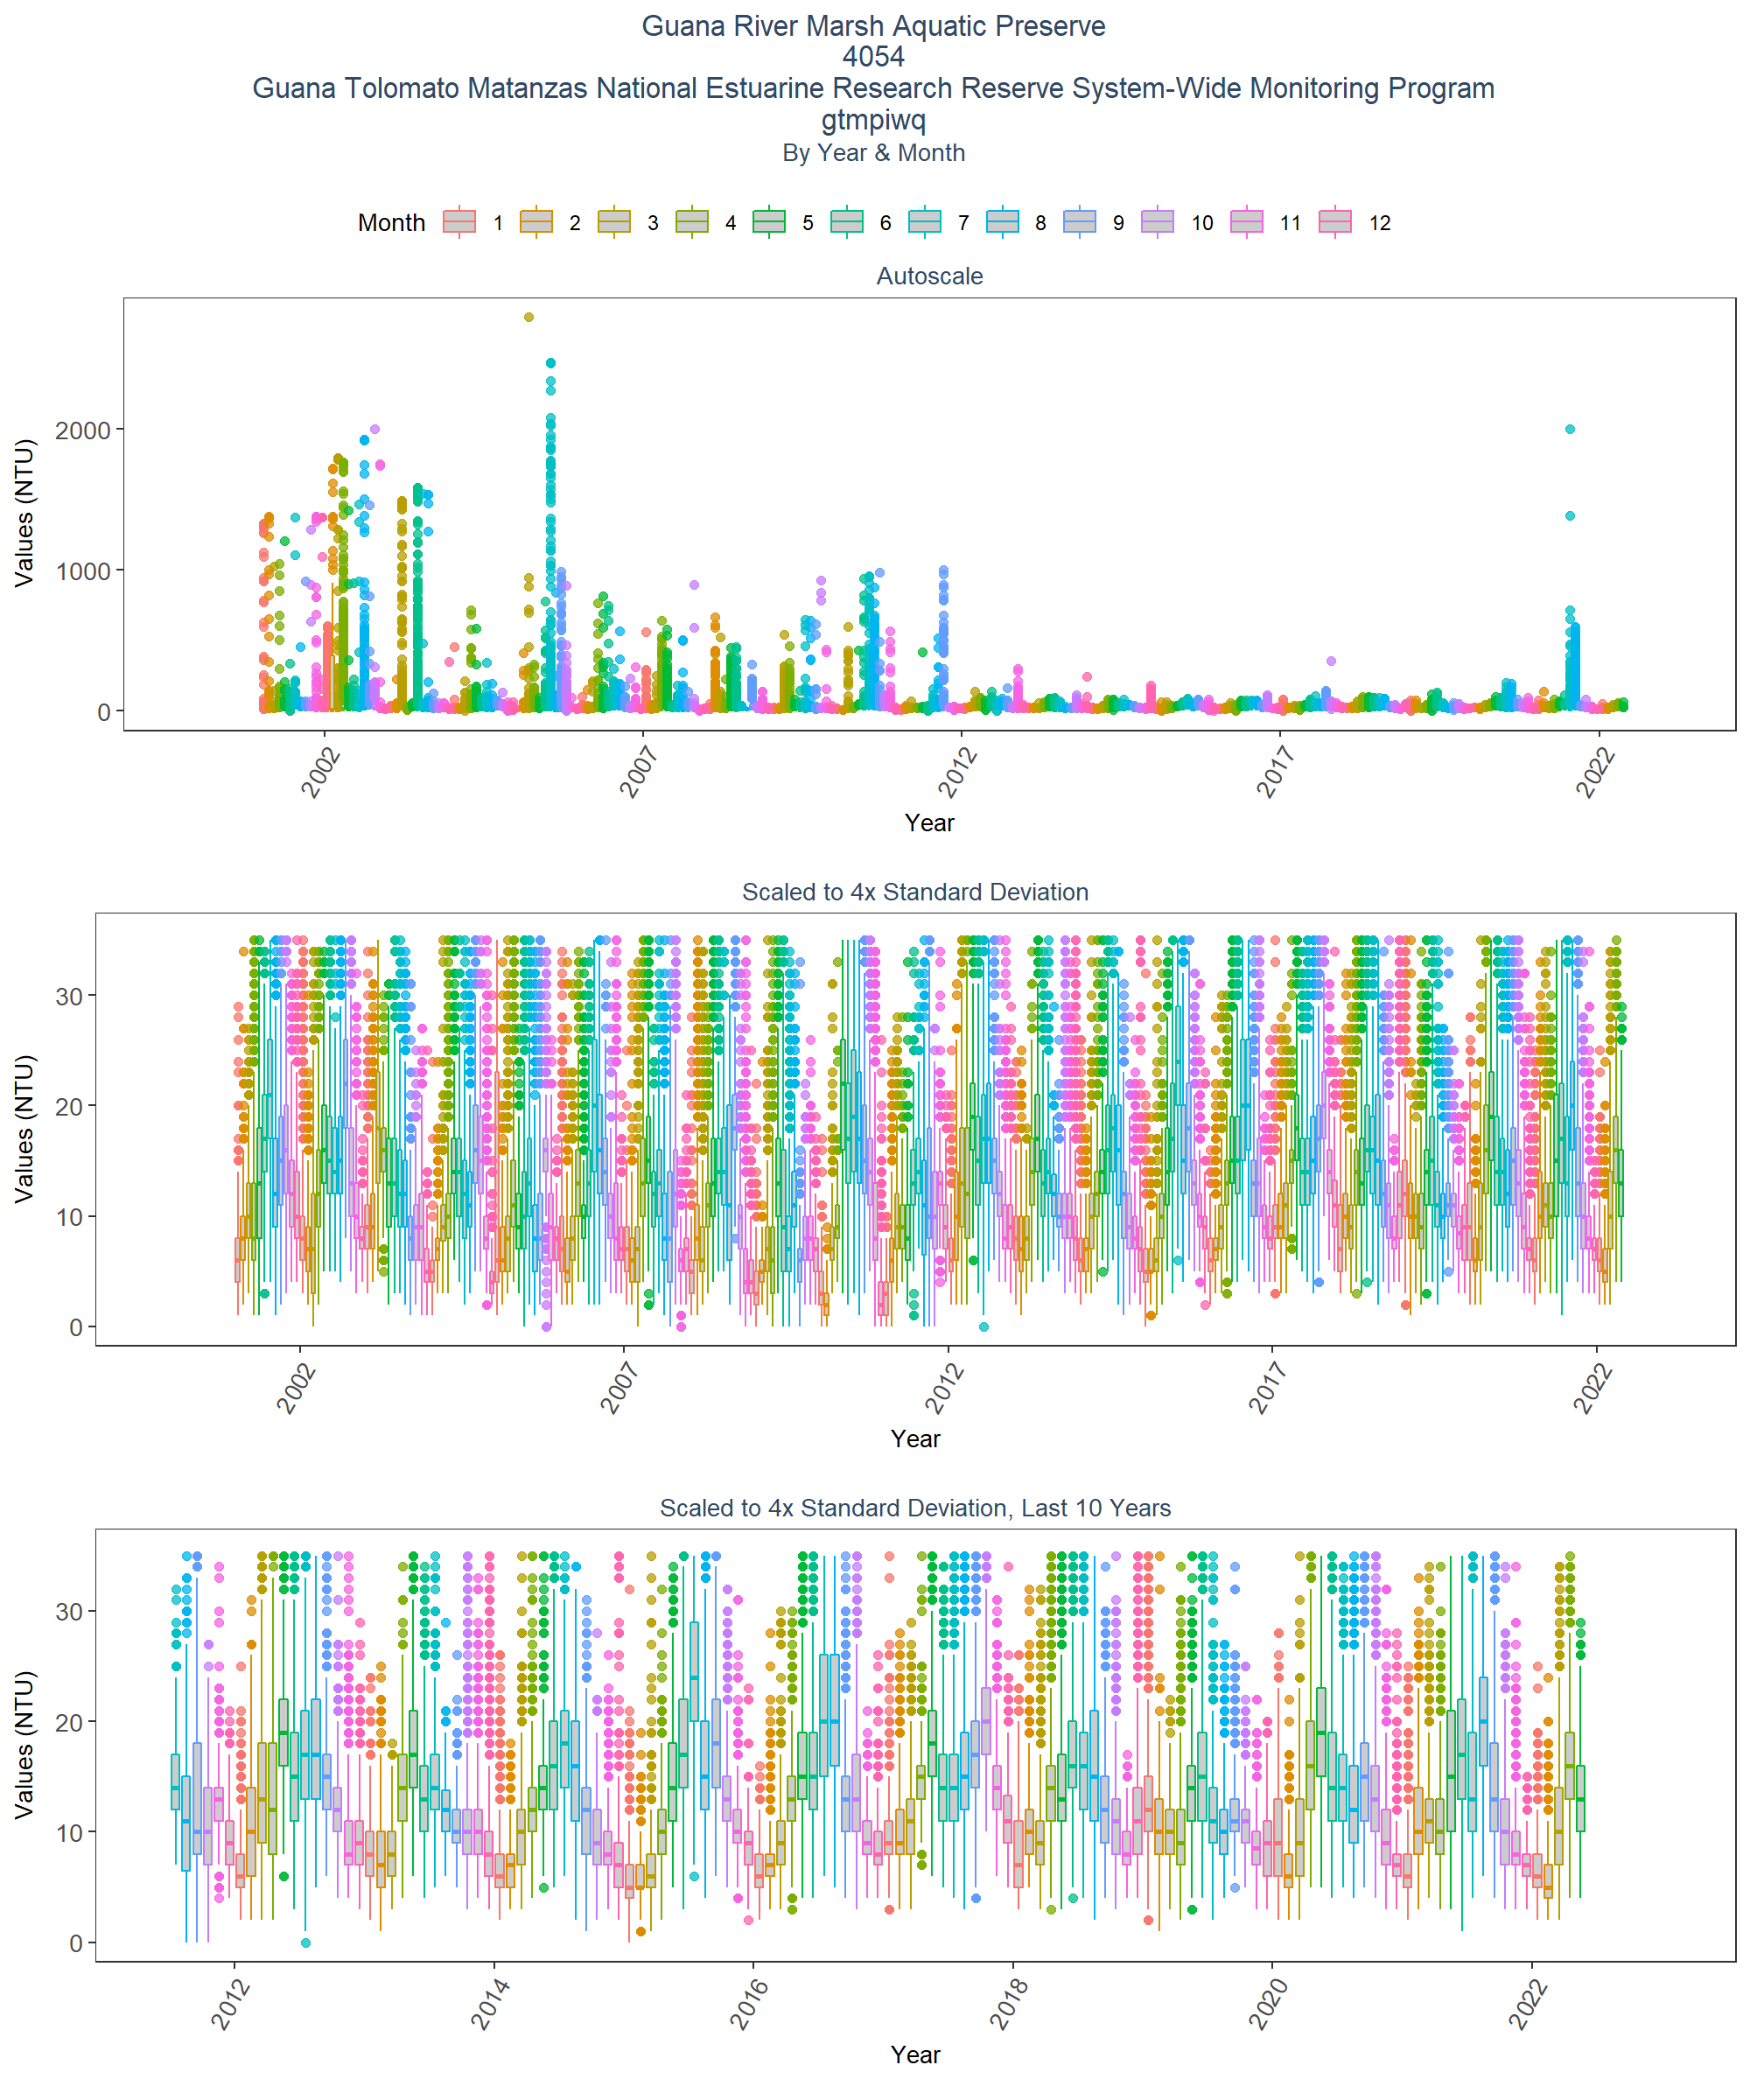 Guana River Marsh Aquatic Preserve
4054
Guana Tolomato Matanzas National Estuarine Research Reserve System-Wide Monitoring Program
gtmpiwq
By Year & Month
Month 1 2 3 4 5 6 7 8 9 10 11 12
Autoscale
Values (NTU)
2000
1000
0
2002 2007 2012 2017 2022
Year
Scaled to 4x Standard Deviation
Values (NTU)
30
20
10
0
2002 2007 2012 2017 2022
Year
Scaled to 4x Standard Deviation, Last 10 Years
Values (NTU)
30
20
10
0
2012 2014 2016 2018 2020 2022
Year